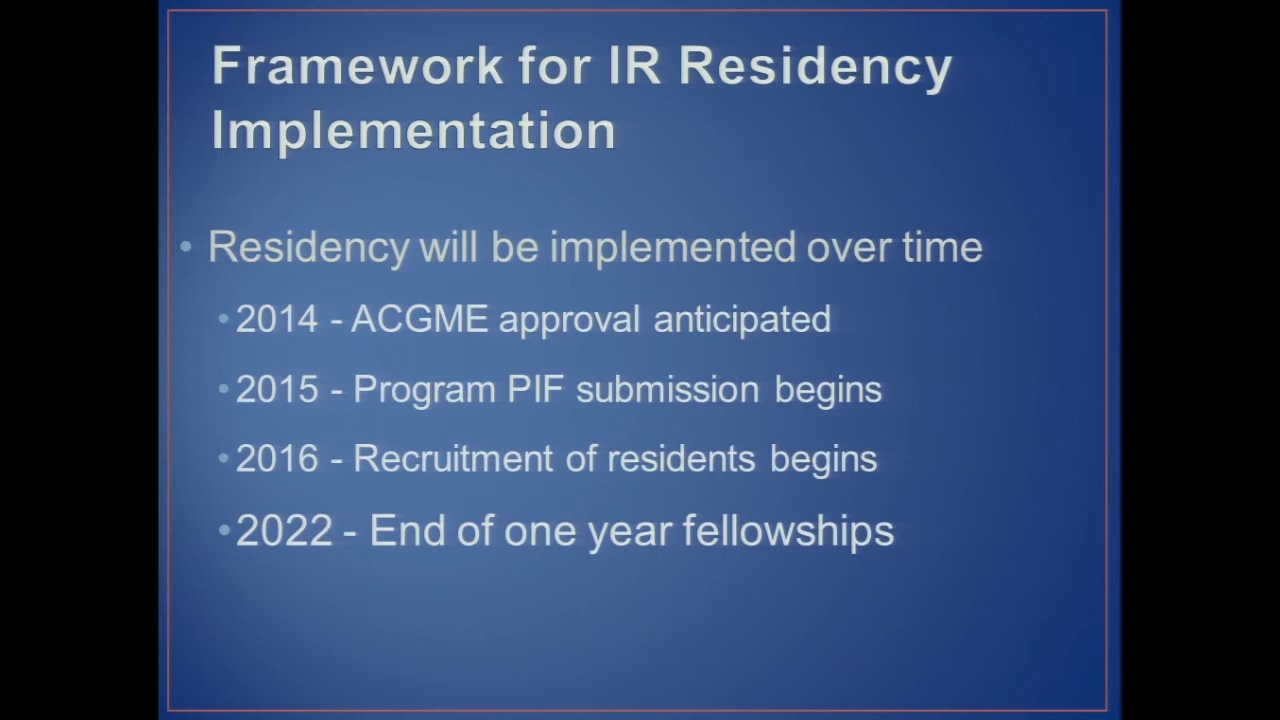 Framework for IR Residency
Implementation
• Residency will be implemented over time
• 2014 - ACGME approval anticipated
• 2015 - Program PIF submission begins
• 2016 - Recruitment of residents begins
• 2022 - End of one year fellowships